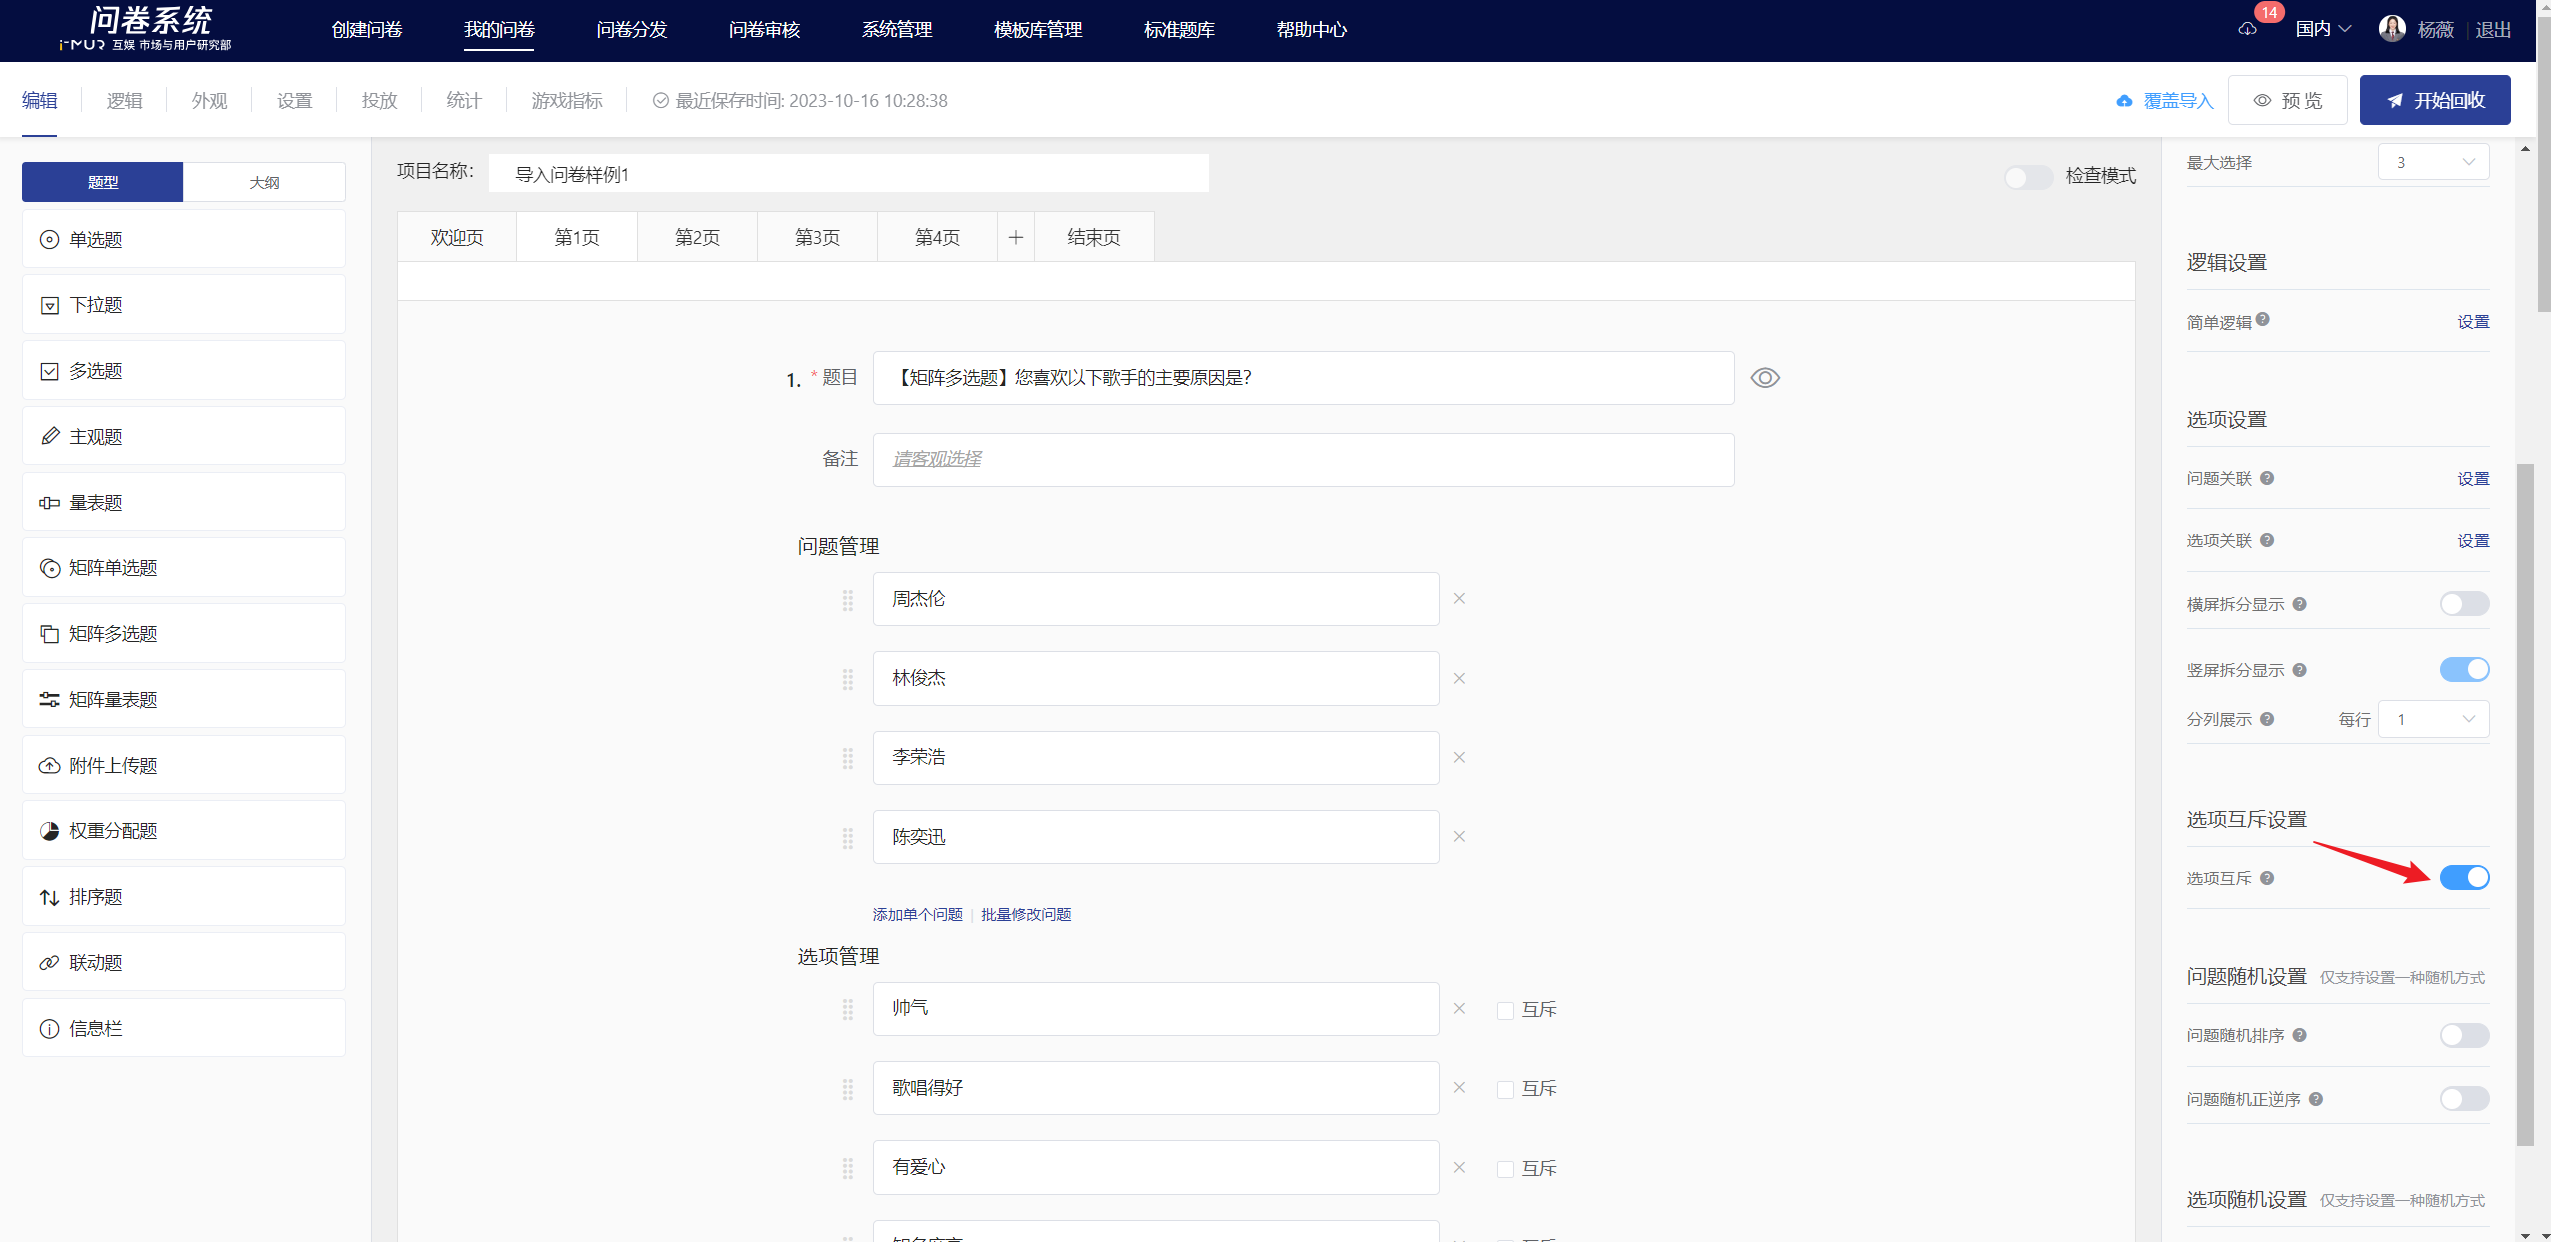 问卷系统
i-MUR 互娱 市场与用户研究部
创建问卷 我的问卷 问卷分发 问卷审核 系统管理 模板库管理 标准题库 帮助中心
14
国内
杨薇 | 退出
编辑 逻辑 外观 设置 投放 统计 游戏指标 最近保存时间: 2023-10-16 10:28:38
覆盖导入 预 览 开始回收
题型 大纲
单选题
下拉题
多选题
主观题
量表题
矩阵单选题
矩阵多选题
矩阵量表题
附件上传题
权重分配题
排序题
联动题
信息栏
项目名称: 导入问卷样例1
检查模式
欢迎页 第1页 第2页 第3页 第4页 + 结束页
1. * 题目 【矩阵多选题】您喜欢以下歌手的主要原因是?
备注 请客观选择
问题管理
周杰伦
林俊杰
李荣浩
陈奕迅
添加单个问题 | 批量修改问题
选项管理
帅气 互斥
歌唱得好 互斥
有爱心 互斥
最大选择 3
逻辑设置
简单逻辑 设置
选项设置
问题关联 设置
选项关联 设置
横屏拆分显示
竖屏拆分显示
分列展示 每行 1
选项互斥设置
选项互斥
问题随机设置 仅支持设置一种随机方式
问题随机排序
问题随机正逆序
选项随机设置 仅支持设置一种随机方式